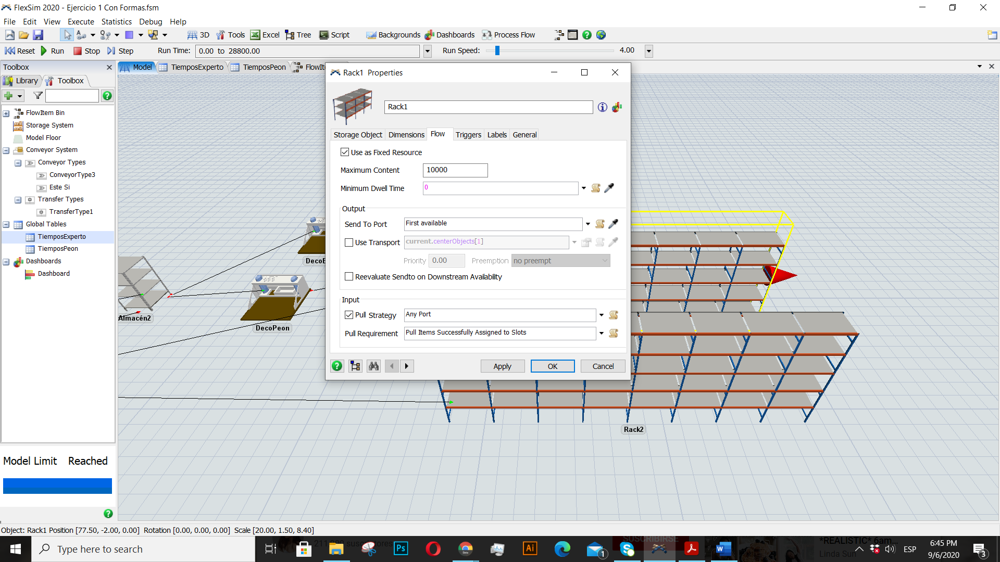 FlexSim 2020 - Ejercicio 1 Con Formas.fsm
File Edit View Execute Statistics Debug Help
3D Tools Excel Tree Script Backgrounds Dashboards Process Flow
Reset Run Stop Step Run Time: 0.00 to 28800.00 Run Speed: 4.00
Toolbox
Model TiemposExperto TiemposPeon FlowIt
Library Toolbox
FlowItem Bin
Storage System
Model Floor
Conveyor System
Conveyor Types
ConveyorType3
Este Si
Transfer Types
TransferType1
Global Tables
TiemposExperto
TiemposPeon
Dashboards
Dashboard
Model Limit Reached
Rack1 Properties
Rack1
Storage Object Dimensions Flow Triggers Labels General
Use as Fixed Resource
Maximum Content 10000
Minimum Dwell Time 0
Output
Send To Port First available
Use Transport current.centerObjects[1]
Priority 0.00 Preemption no preempt
Reevaluate Sendto on Downstream Availability
Input
Pull Strategy Any Port
Pull Requirement Pull Items Successfully Assigned to Slots
Apply OK Cancel
DecoE
Almacén2
DecoPeon
Rack2
Object: Rack1 Position [77.50, -2.00, 0.00] Rotation [0.00, 0.00, 0.00] Scale [20.00, 1.50, 8.40]
Type here to search
Ps
Ai
1
SUSCRIBIRSE
*REALISTIC* 6am...
Linda Sun
ESP
6:45 PM
9/6/2020
3